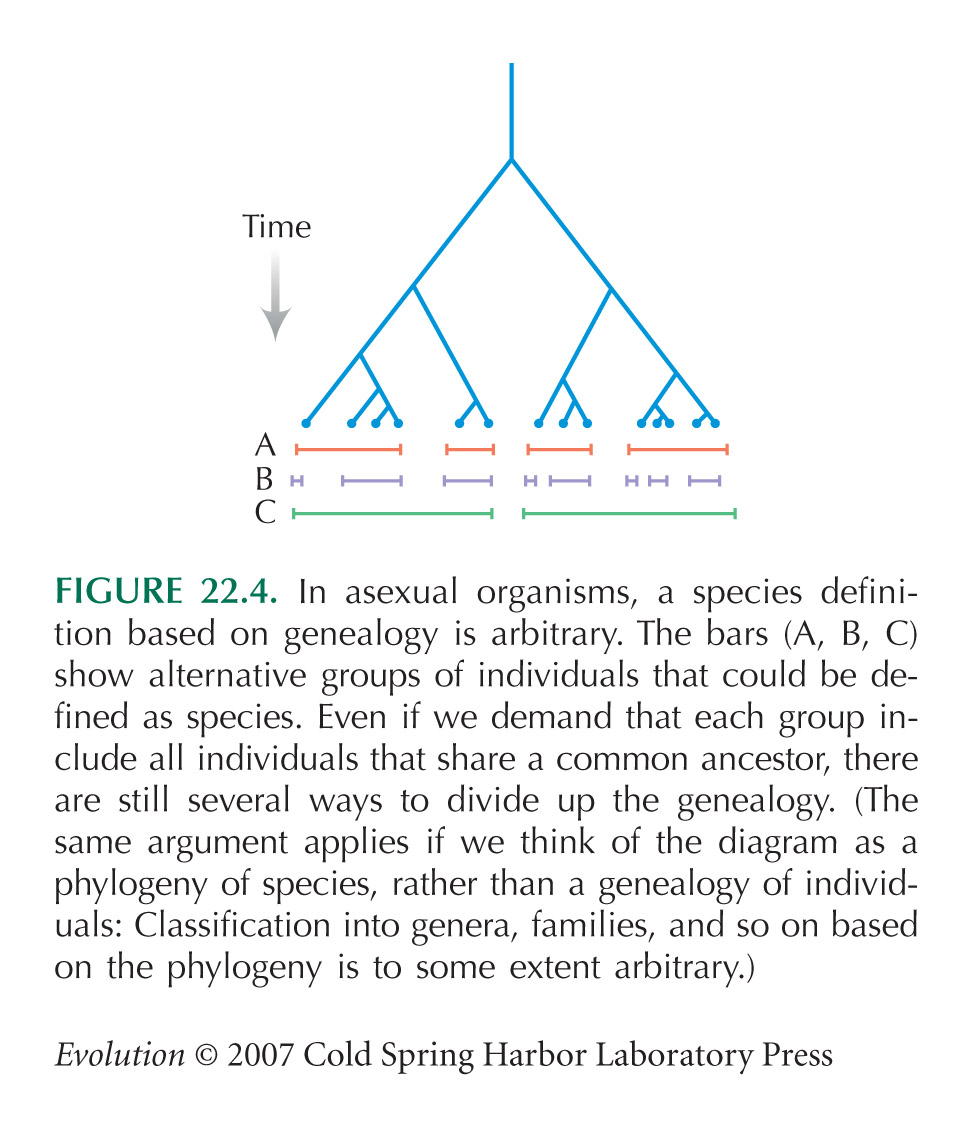 Time
A
B
C
FIGURE 22.4. In asexual organisms, a species defini-
tion based on genealogy is arbitrary. The bars (A, B, C)
show alternative groups of individuals that could be de-
fined as species. Even if we demand that each group in-
clude all individuals that share a common ancestor, there
are still several ways to divide up the genealogy. (The
same argument applies if we think of the diagram as a
phylogeny of species, rather than a genealogy of individ-
uals: Classification into genera, families, and so on based
on the phylogeny is to some extent arbitrary.)
Evolution © 2007 Cold Spring Harbor Laboratory Press